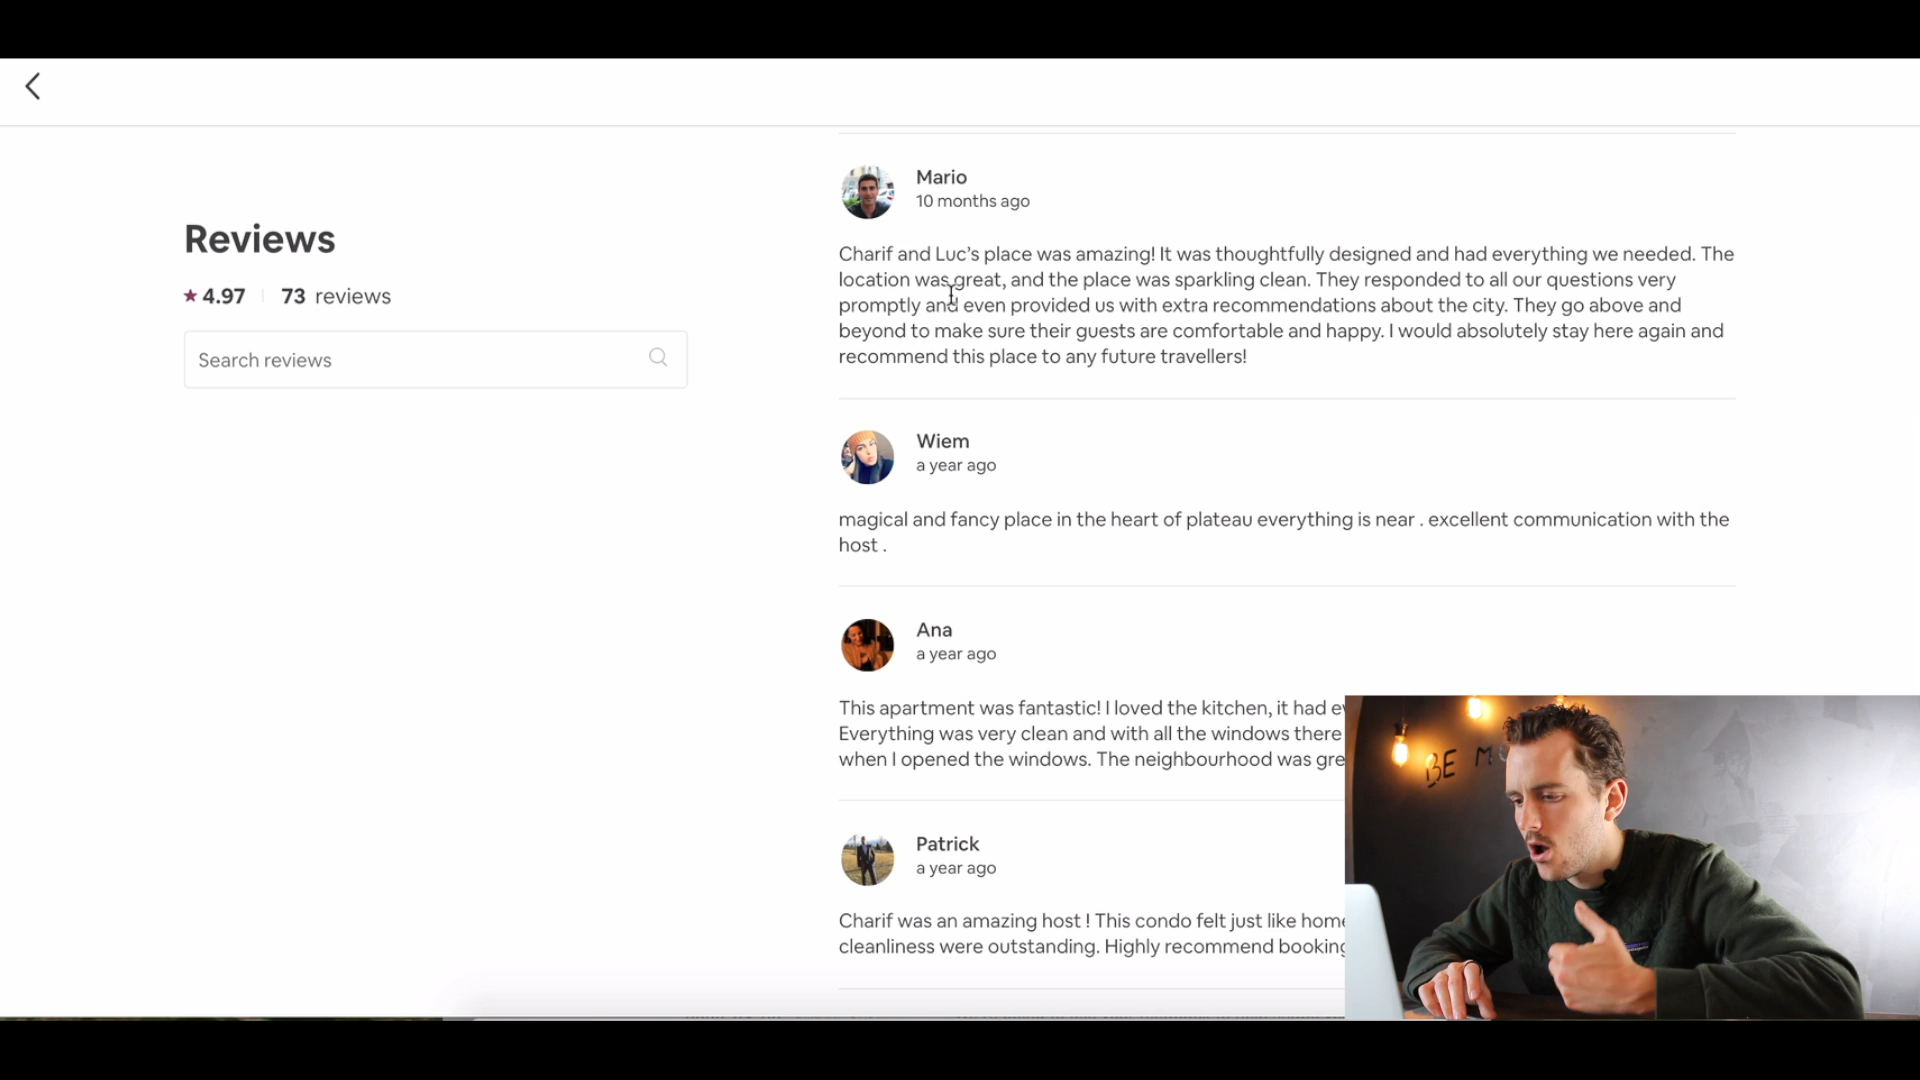 Reviews
4.97 73 reviews
Search reviews
Mario
10 months ago
Charif and Luc’s place was amazing! It was thoughtfully designed and had everything we needed. The
location was great, and the place was sparkling clean. They responded to all our questions very
promptly and even provided us with extra recommendations about the city. They go above and
beyond to make sure their guests are comfortable and happy. I would absolutely stay here again and
recommend this place to any future travellers!
Wiem
a year ago
magical and fancy place in the heart of plateau everything is near . excellent communication with the
host .
Ana
a year ago
This apartment was fantastic! I loved the kitchen, it had
Everything was very clean and with all the windows there
when I opened the windows. The neighbourhood was
Patrick
a year ago
Charif was an amazing host ! This condo felt just like home
cleanliness were outstanding. Highly recommend booking
BE